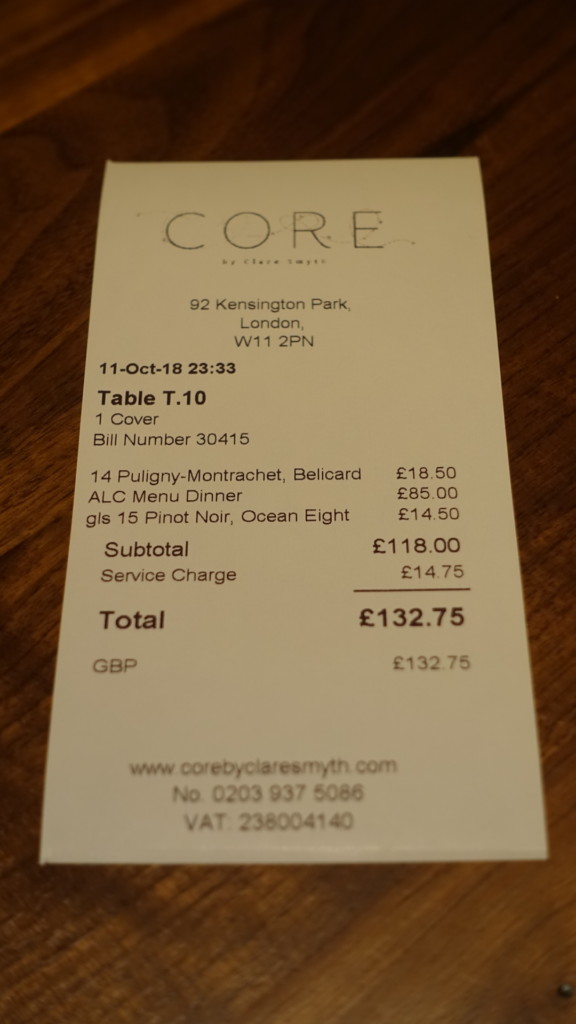 CORE
by Clare Smyth
92 Kensington Park,
London,
W11 2PN
11-Oct-18 23:33
Table T.10
1 Cover
Bill Number 30415
14 Puligny-Montrachet, Belicard £18.50
ALC Menu Dinner £85.00
gls 15 Pinot Noir, Ocean Eight £14.50
Subtotal £118.00
Service Charge £14.75
Total £132.75
GBP £132.75
www.corebyclaresmyth.com
No. 0203 937 5086
VAT: 238004140